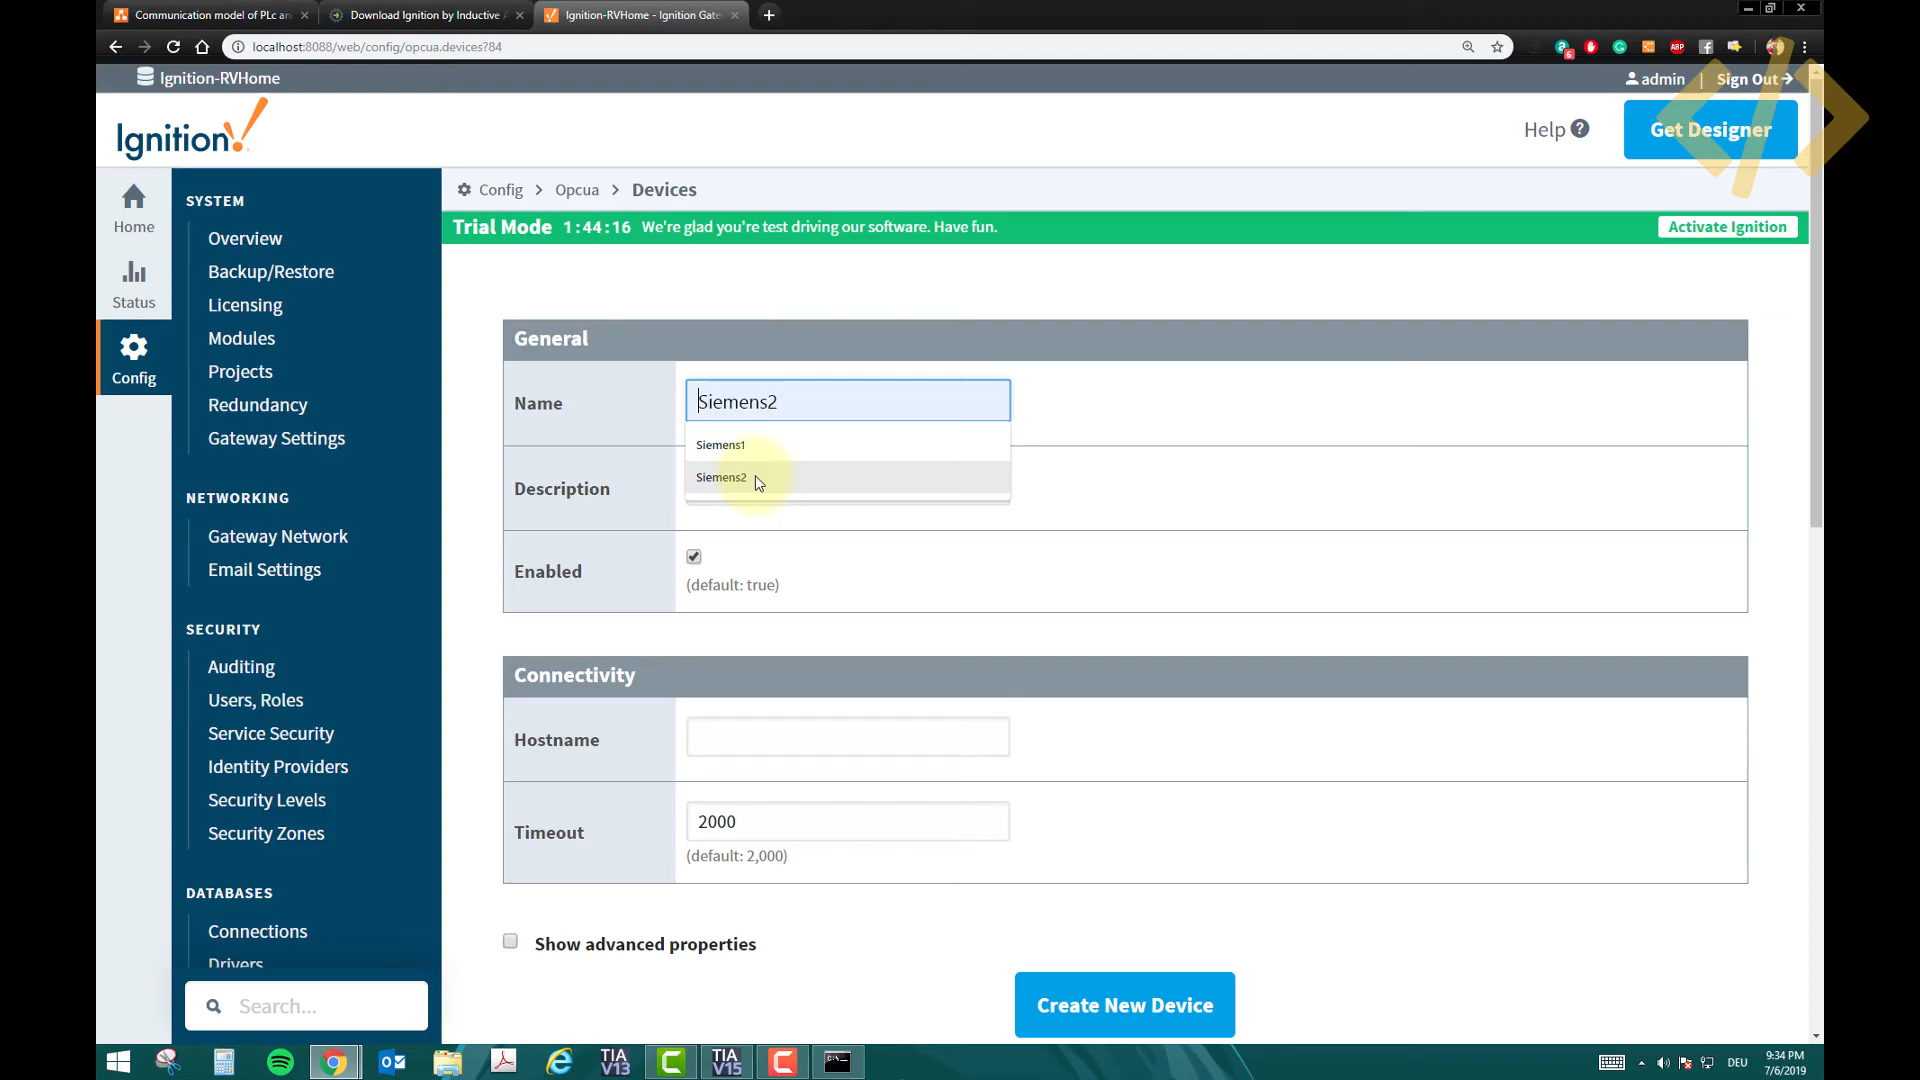 Communication model of PLc an
Download Ignition by Inductive A
Ignition-RVHome - Ignition Gate
localhost:8088/web/config/opcua.devices?84
6
ABP
Ignition-RVHome
admin | Sign Out
Ignition!
Help ?
Get Designer
Home
Status
Config
SYSTEM
Overview
Backup/Restore
Licensing
Modules
Projects
Redundancy
Gateway Settings
NETWORKING
Gateway Network
Email Settings
SECURITY
Auditing
Users, Roles
Service Security
Identity Providers
Security Levels
Security Zones
DATABASES
Connections
Drivers
Search...
Config > Opcua > Devices
Trial Mode 1:44:16 We're glad you're test driving our software. Have fun.
Activate Ignition
General
Name
Siemens2
Siemens1
Siemens2
Description
Enabled
(default: true)
Connectivity
Hostname
Timeout
2000
(default: 2,000)
Show advanced properties
Create New Device
TIA V13
TIA V15
DEU
9:34 PM
7/6/2019